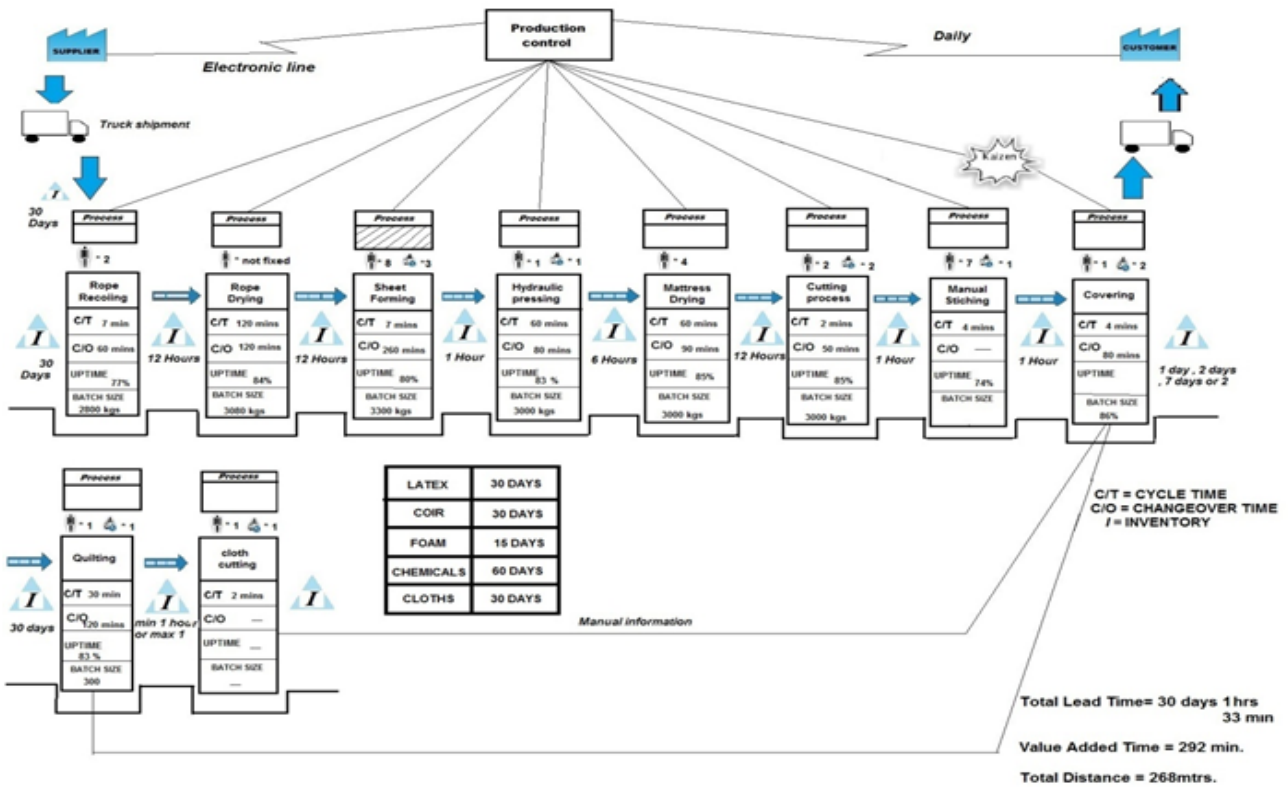 Production
control
SUPPLIER
Electronic line
Daily
CUSTOMER
Truck shipment
Kaizen
I
30
Days
Process
Process
Process
Process
Process
Process
Process
Process
- 2
- not fixed
- 8 - 3
- 1 - 1
- 4
- 2 - 2
- 7 - 1
- 1 - 2
I
30
Days
Rope
Recoiling
C/T 7 min
C/O 60 mins
UPTIME
77%
BATCH SIZE
2800 kgs
I
12 Hours
Rope
Drying
C/T 120 mins
C/O 120 mins
UPTIME
84%
BATCH SIZE
3080 kgs
I
12 Hours
Sheet
Forming
C/T 7 mins
C/O 260 mins
UPTIME
80%
BATCH SIZE
3300 kgs
I
1 Hour
Hydraulic
pressing
C/T 60 mins
C/O 80 mins
UPTIME
83 %
BATCH SIZE
3000 kgs
I
6 Hours
Mattress
Drying
C/T 60 mins
C/O 90 mins
UPTIME
85%
BATCH SIZE
3000 kgs
I
12 Hours
Cutting
process
C/T 2 mins
C/O 50 mins
UPTIME
85%
BATCH SIZE
3000 kgs
I
1 Hour
Manual
Stiching
C/T 4 mins
C/O —
UPTIME
74%
BATCH SIZE
I
1 Hour
Covering
C/T 4 mins
C/O 80 mins
UPTIME
BATCH SIZE
86%
I
1 day , 2 days
, 7 days or 2
Process
Process
- 1 - 1
- 1 - 1
I
30 days
Quilting
C/T 30 min
C/O 120 mins
UPTIME
83 %
BATCH SIZE
300
I
min 1 hour
or max 1
cloth
cutting
C/T 2 mins
C/O —
UPTIME —
BATCH SIZE
—
I
LATEX 30 DAYS
COIR 30 DAYS
FOAM 15 DAYS
CHEMICALS 60 DAYS
CLOTHS 30 DAYS
Manual information
C/T = CYCLE TIME
C/O = CHANGEOVER TIME
I = INVENTORY
Total Lead Time= 30 days 1hrs
33 min
Value Added Time = 292 min.
Total Distance = 268mtrs.